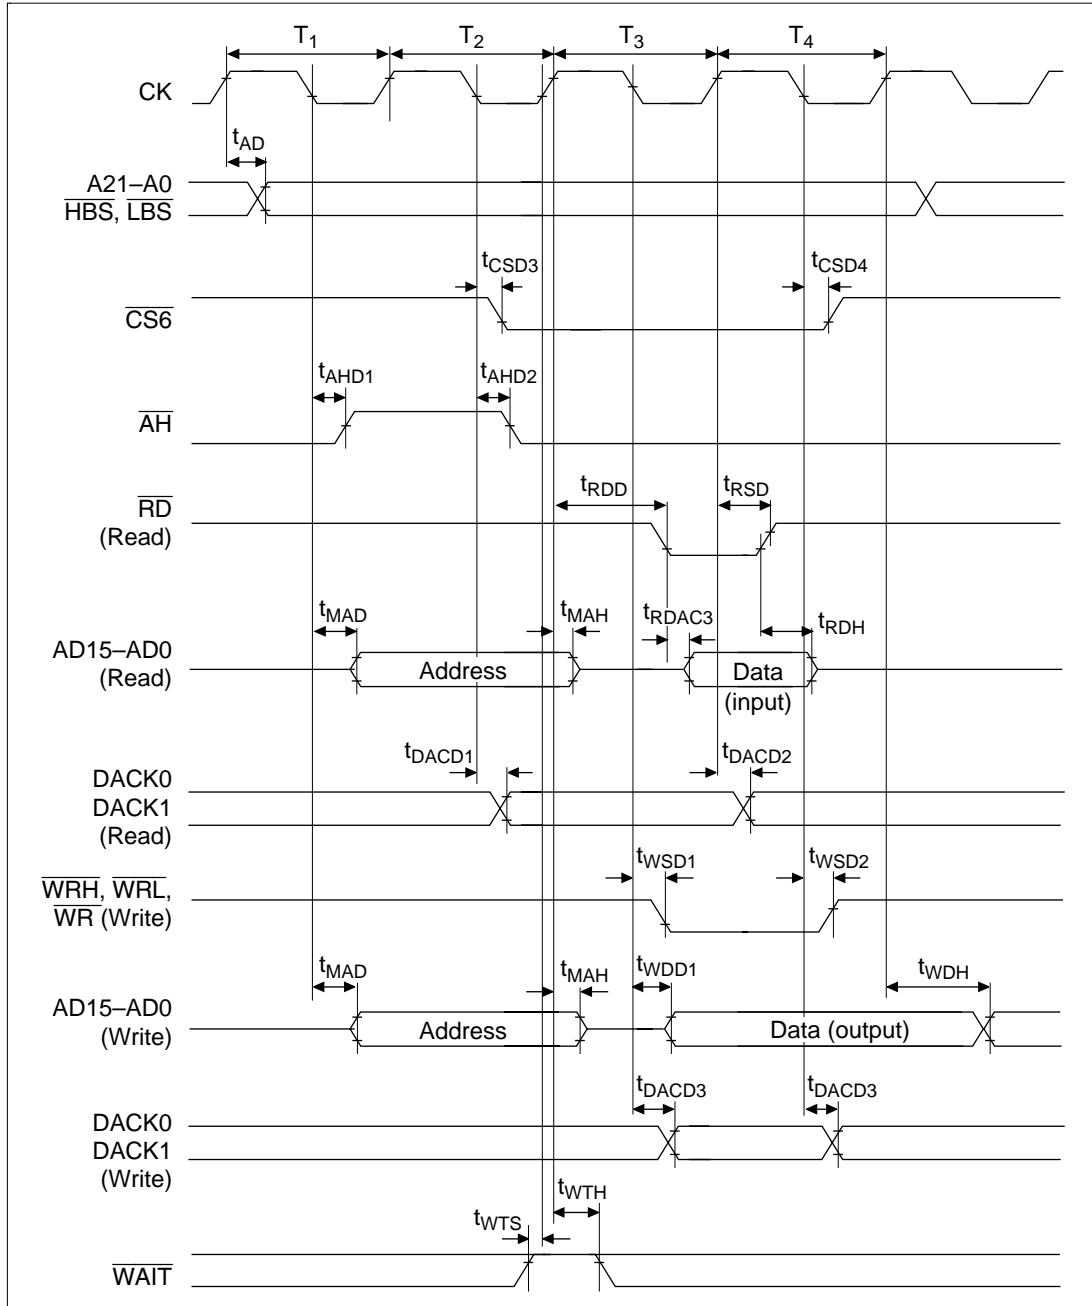 T1 T2 T3 T4
CK
tAD
A21–A0
HBS, LBS
tCSD3 tCSD4
CS6
tAHD1 tAHD2
AH
tRDD tRSD
RD
(Read)
tMAD tMAH tRDAC3 tRDH
AD15–AD0
(Read)
Address Data
(input)
tDACD1 tDACD2
DACK0
DACK1
(Read)
tWSD1 tWSD2
WRH, WRL,
WR (Write)
tMAD tMAH tWDD1 tWDH
AD15–AD0
(Write)
Address Data (output)
tDACD3 tDACD3
DACK0
DACK1
(Write)
tWTS tWTH
WAIT